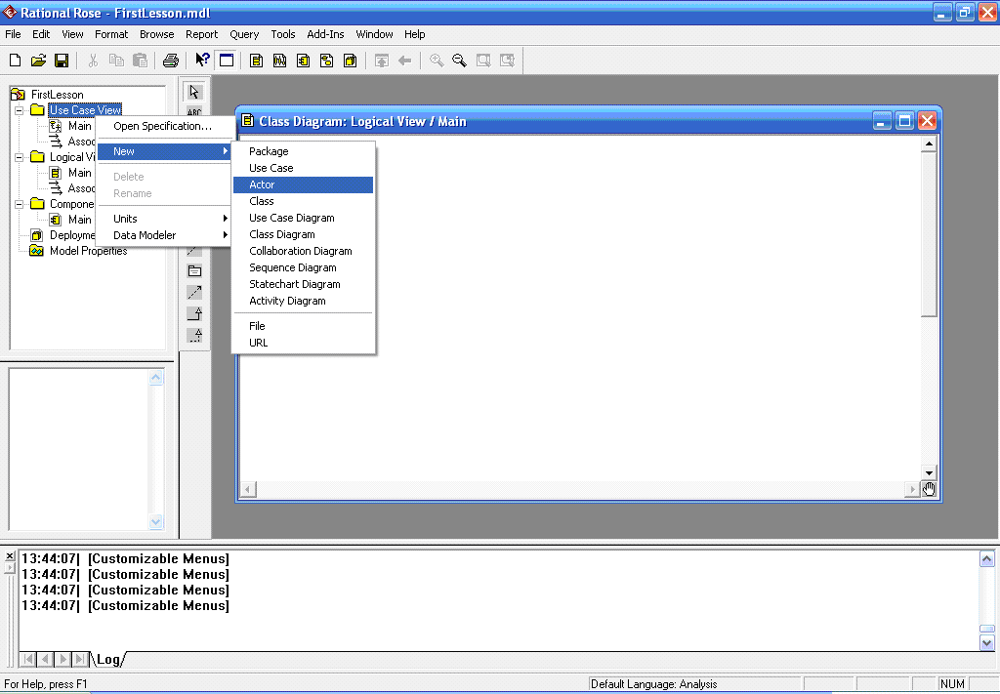 Rational Rose - FirstLesson.mdl
File Edit View Format Browse Report Query Tools Add-Ins Window Help
FirstLesson
Use Case View
Main
Assoc
Logical Vi
Main
Assoc
Compone
Main
Deployme
Model Properties
ABC
Open Specification...
New
Delete
Rename
Units
Data Modeler
Package
Use Case
Actor
Class
Use Case Diagram
Class Diagram
Collaboration Diagram
Sequence Diagram
Statechart Diagram
Activity Diagram
File
URL
Class Diagram: Logical View / Main
13:44:07| [Customizable Menus]
13:44:07| [Customizable Menus]
13:44:07| [Customizable Menus]
13:44:07| [Customizable Menus]
Log
For Help, press F1 Default Language: Analysis NUM